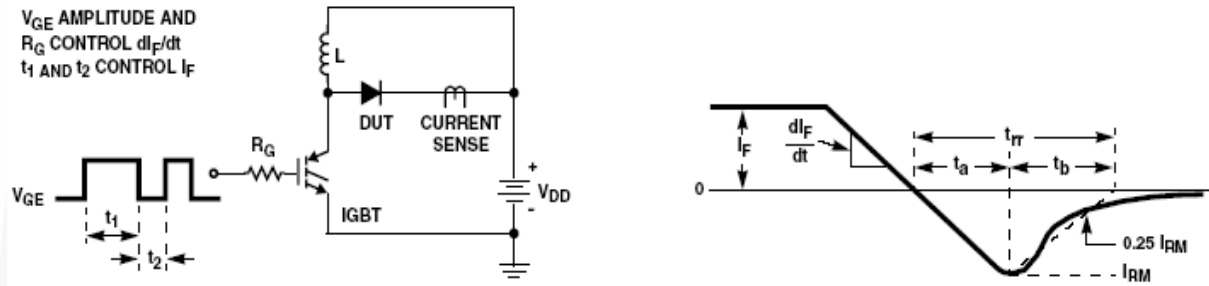 V_GE AMPLITUDE AND
R_G CONTROL dI_F/dt
t_1 AND t_2 CONTROL I_F
L
DUT
CURRENT
SENSE
R_G
V_GE
t_1
t_2
IGBT
+
V_DD
-
I_F
dI_F
dt
t_rr
t_a
t_b
0
0.25 I_RM
I_RM